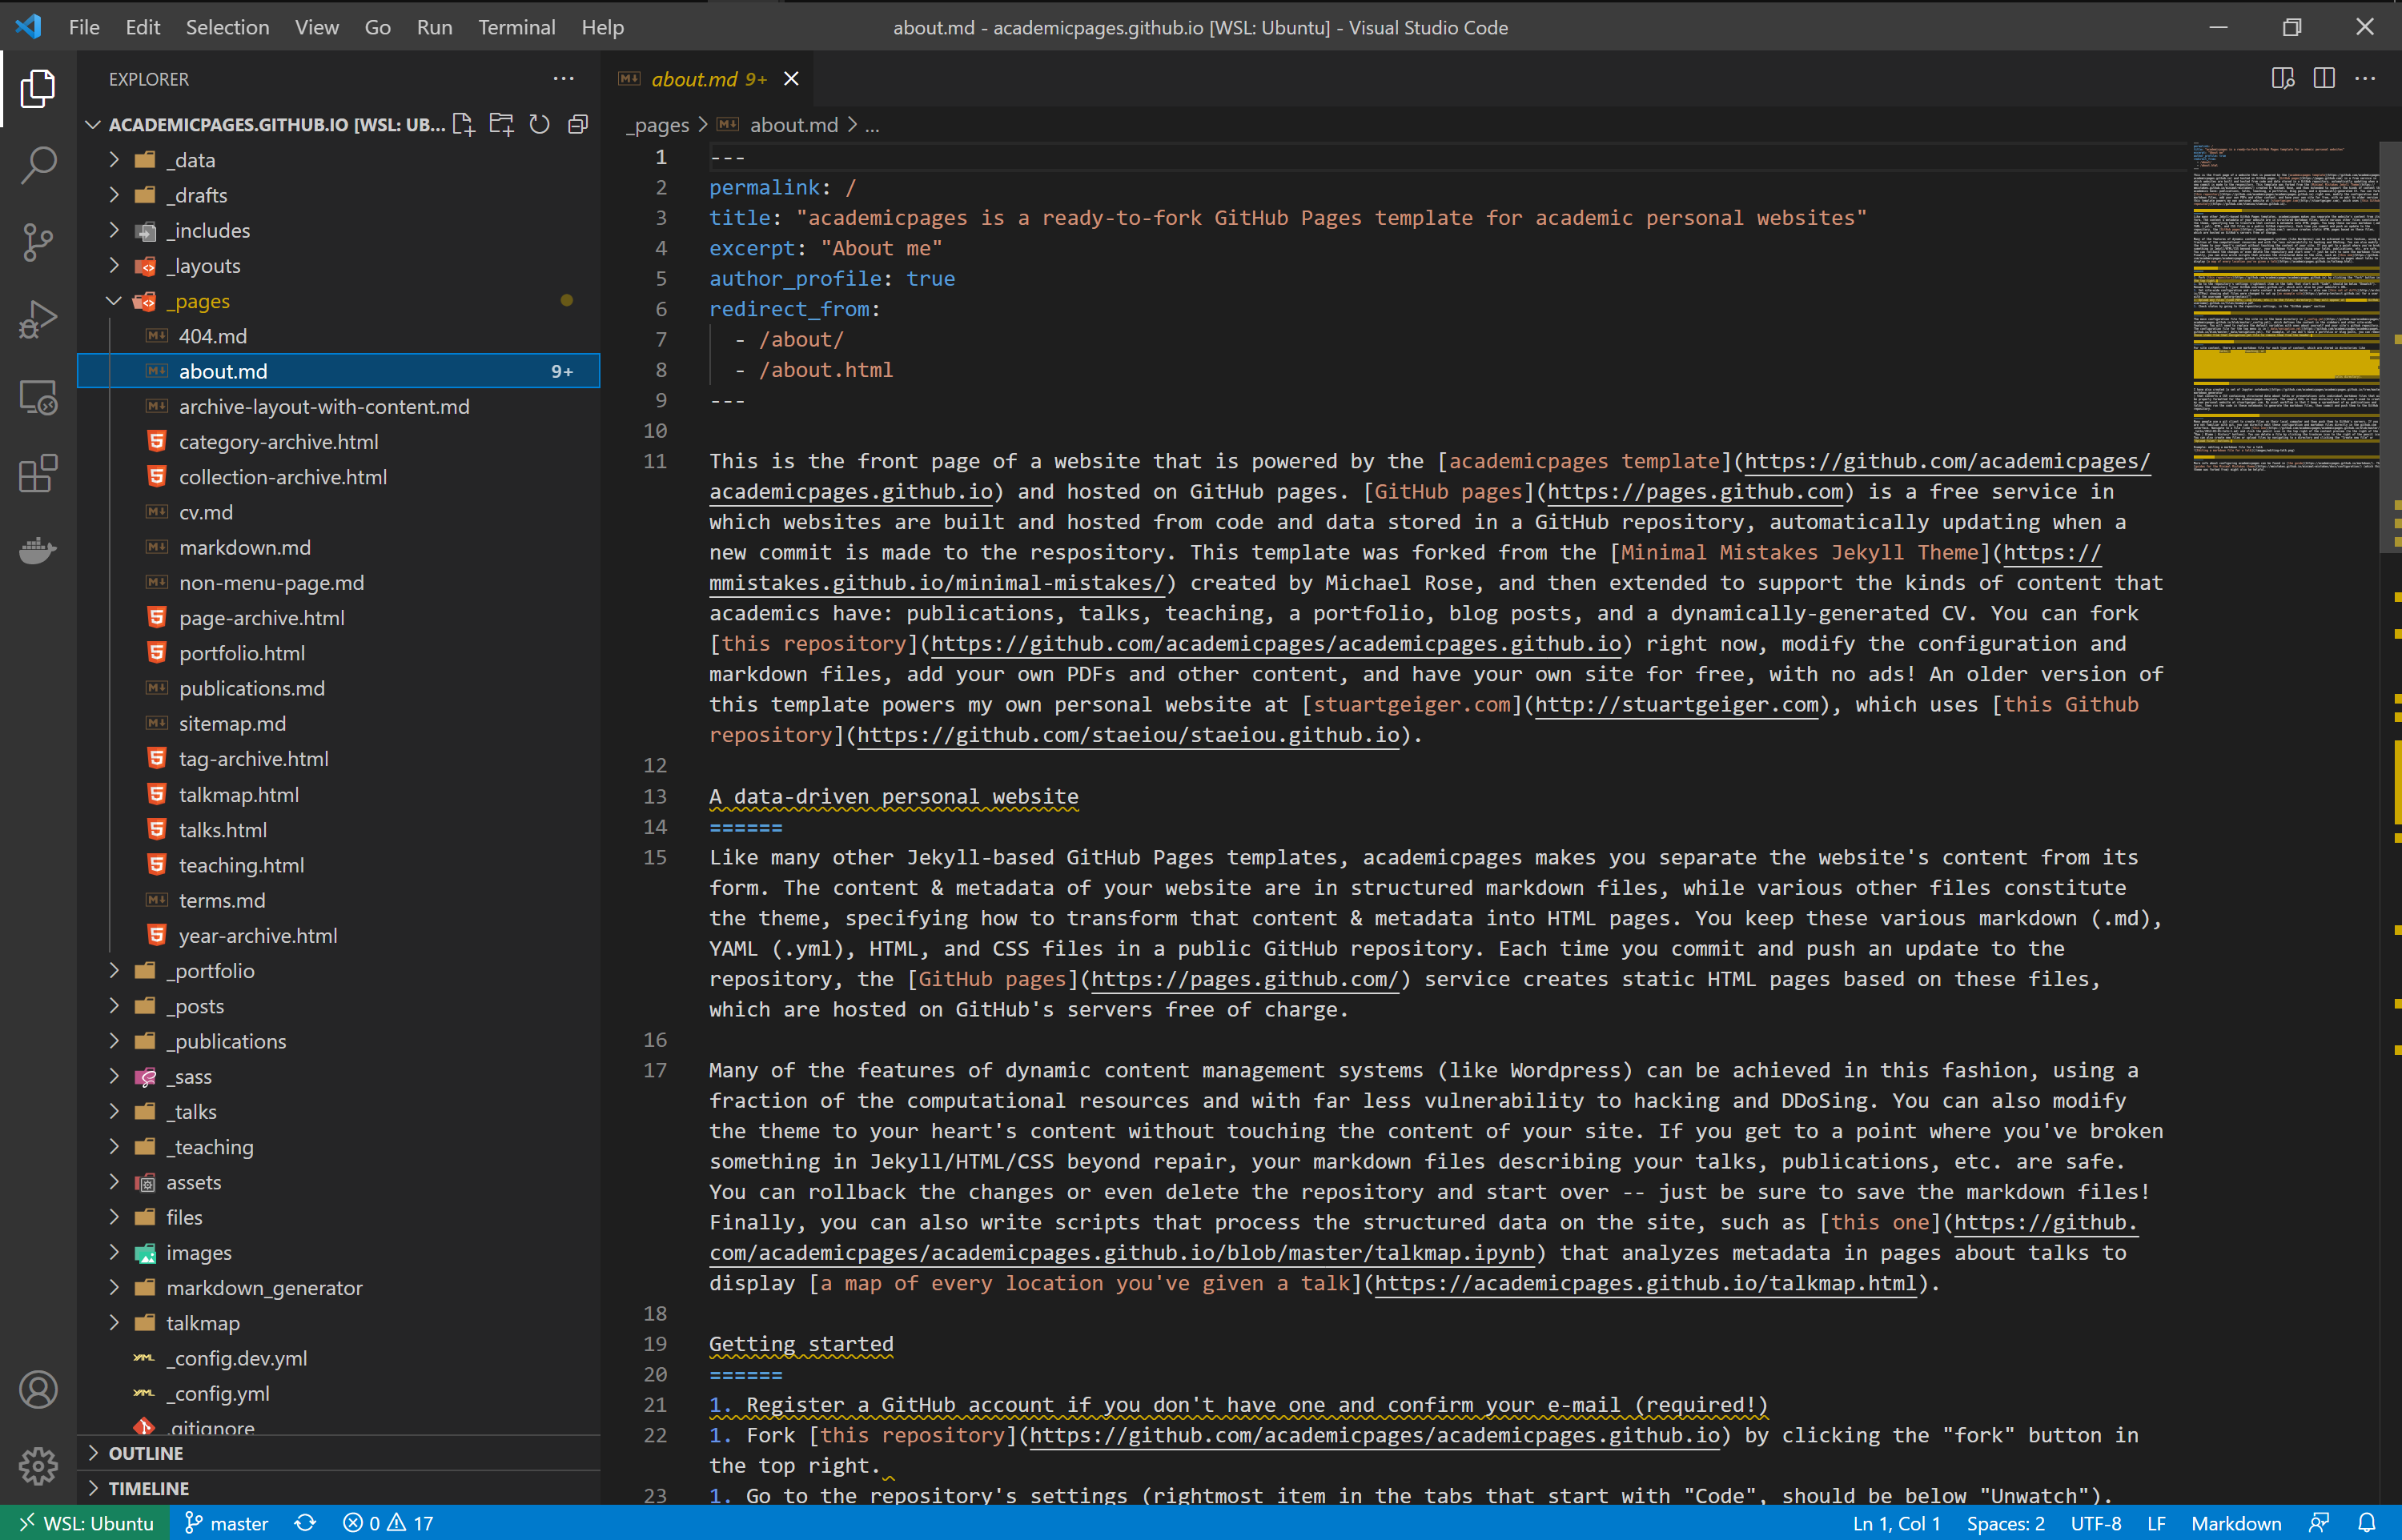 File Edit Selection View Go Run Terminal Help
about.md - academicpages.github.io [WSL: Ubuntu] - Visual Studio Code
EXPLORER
ACADEMICPAGES.GITHUB.IO [WSL: UB...
_data
_drafts
_includes
_layouts
_pages
404.md
about.md 9+
archive-layout-with-content.md
category-archive.html
collection-archive.html
cv.md
markdown.md
non-menu-page.md
page-archive.html
portfolio.html
publications.md
sitemap.md
tag-archive.html
talkmap.html
talks.html
teaching.html
terms.md
year-archive.html
_portfolio
_posts
_publications
_sass
_talks
_teaching
assets
files
images
markdown_generator
talkmap
_config.dev.yml
_config.yml
.gitignore
OUTLINE
TIMELINE
about.md 9+
_pages > about.md > ...
1 ---
2 permalink: /
3 title: "academicpages is a ready-to-fork GitHub Pages template for academic personal websites"
4 excerpt: "About me"
5 author_profile: true
6 redirect_from:
7 - /about/
8 - /about.html
9 ---
10
11 This is the front page of a website that is powered by the [academicpages template](https://github.com/academicpages/
academicpages.github.io) and hosted on GitHub pages. [GitHub pages](https://pages.github.com) is a free service in
which websites are built and hosted from code and data stored in a GitHub repository, automatically updating when a
new commit is made to the respository. This template was forked from the [Minimal Mistakes Jekyll Theme](https://
mmistakes.github.io/minimal-mistakes/) created by Michael Rose, and then extended to support the kinds of content that
academics have: publications, talks, teaching, a portfolio, blog posts, and a dynamically-generated CV. You can fork
[this repository](https://github.com/academicpages/academicpages.github.io) right now, modify the configuration and
markdown files, add your own PDFs and other content, and have your own site for free, with no ads! An older version of
this template powers my own personal website at [stuartgeiger.com](http://stuartgeiger.com), which uses [this Github
repository](https://github.com/staeiou/staeiou.github.io).
12
13 A data-driven personal website
14 ======
15 Like many other Jekyll-based GitHub Pages templates, academicpages makes you separate the website's content from its
form. The content & metadata of your website are in structured markdown files, while various other files constitute
the theme, specifying how to transform that content & metadata into HTML pages. You keep these various markdown (.md),
YAML (.yml), HTML, and CSS files in a public GitHub repository. Each time you commit and push an update to the
repository, the [GitHub pages](https://pages.github.com/) service creates static HTML pages based on these files,
which are hosted on GitHub's servers free of charge.
16
17 Many of the features of dynamic content management systems (like Wordpress) can be achieved in this fashion, using a
fraction of the computational resources and with far less vulnerability to hacking and DDoSing. You can also modify
the theme to your heart's content without touching the content of your site. If you get to a point where you've broken
something in Jekyll/HTML/CSS beyond repair, your markdown files describing your talks, publications, etc. are safe.
You can rollback the changes or even delete the repository and start over -- just be sure to save the markdown files!
Finally, you can also write scripts that process the structured data on the site, such as [this one](https://github.
com/academicpages/academicpages.github.io/blob/master/talkmap.ipynb) that analyzes metadata in pages about talks to
display [a map of every location you've given a talk](https://academicpages.github.io/talkmap.html).
18
19 Getting started
20 ======
21 1. Register a GitHub account if you don't have one and confirm your e-mail (required!)
22 1. Fork [this repository](https://github.com/academicpages/academicpages.github.io) by clicking the "fork" button in
the top right.
23 1. Go to the repository's settings (rightmost item in the tabs that start with "Code", should be below "Unwatch").
WSL: Ubuntu master 0 17
Ln 1, Col 1 Spaces: 2 UTF-8 LF Markdown